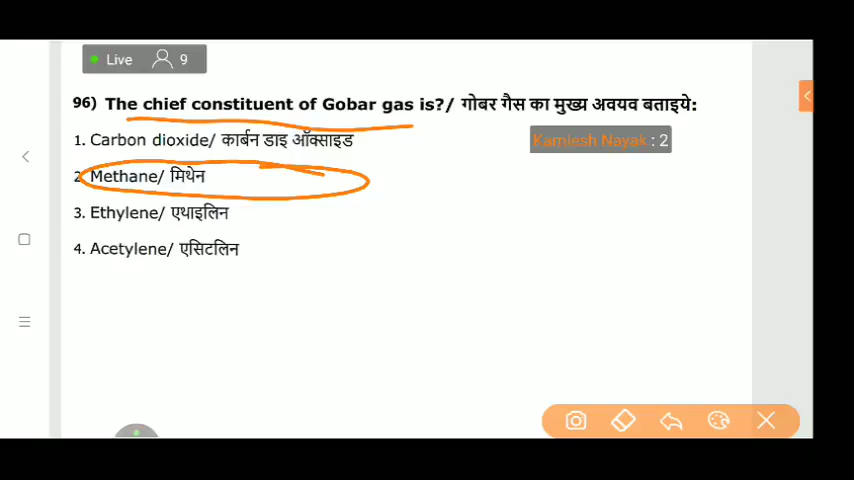 Live 9
96) The chief constituent of Gobar gas is?/ गोबर गैस का मुख्य अवयव बताइये:
1. Carbon dioxide/ कार्बन डाइ ऑक्साइड
Kamlesh Nayak : 2
2. Methane/ मिथेन
3. Ethylene/ एथाइलिन
4. Acetylene/ एसिटलिन